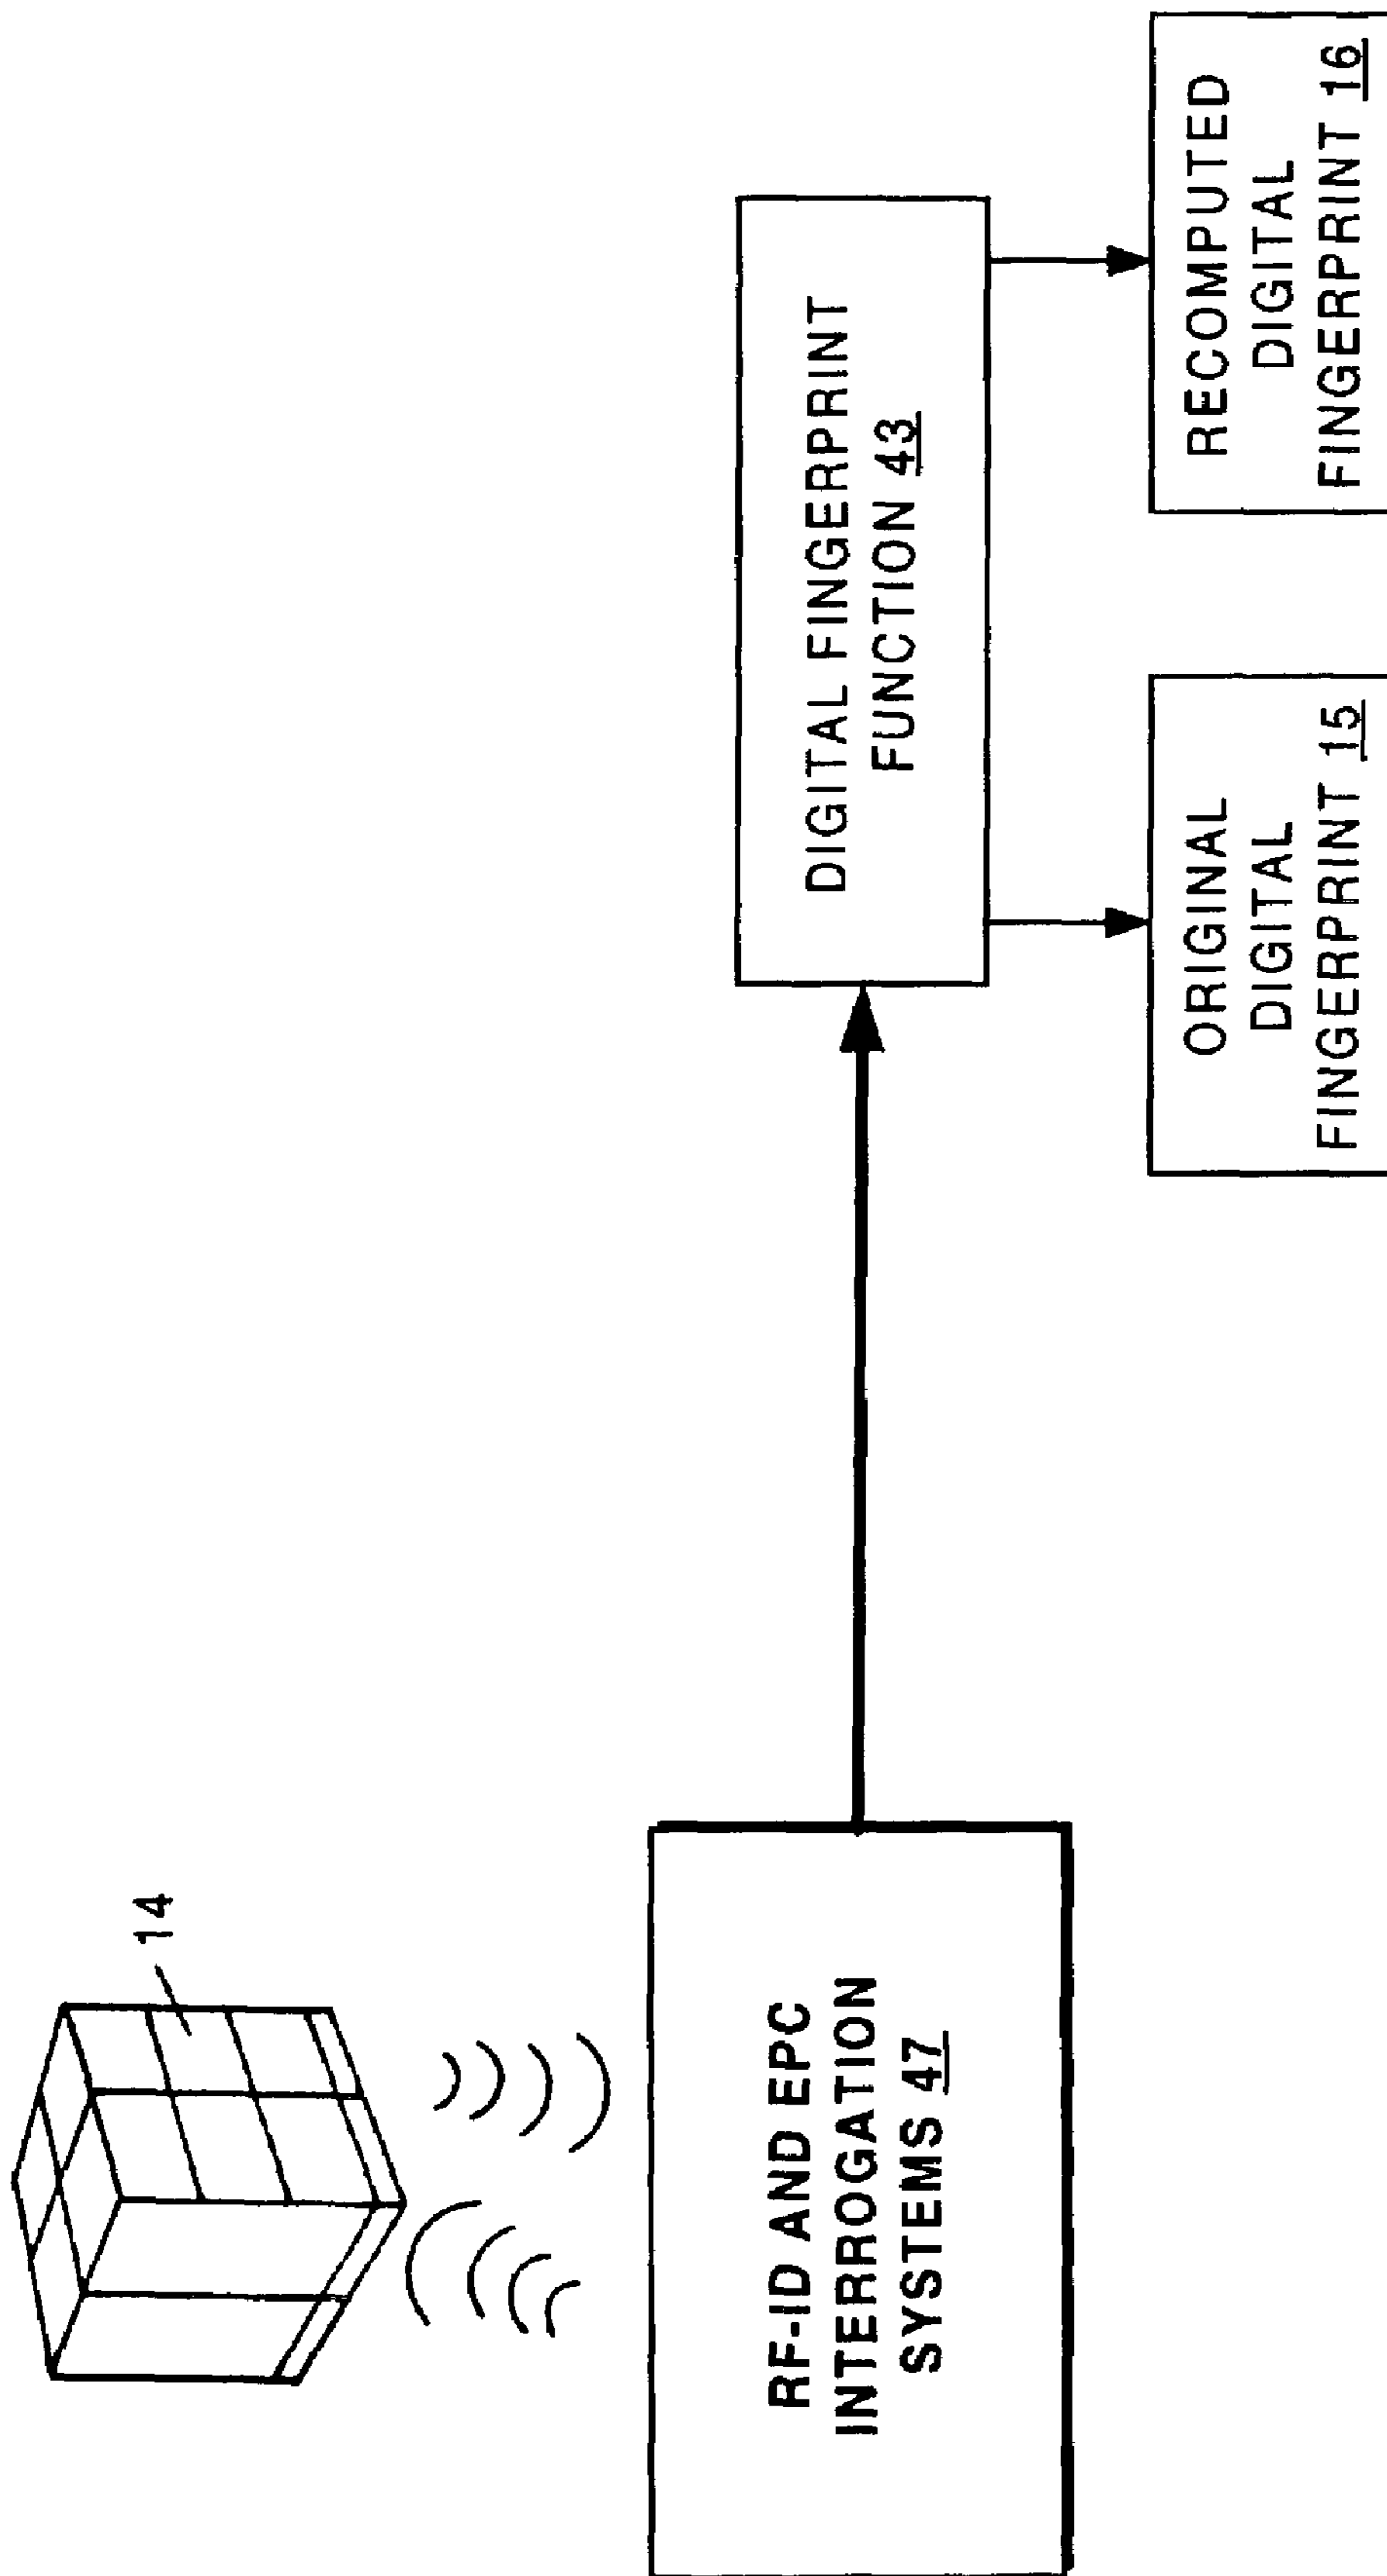 14
RF-ID AND EPC
INTERROGATION
SYSTEMS 47
DIGITAL FINGERPRINT
FUNCTION 43
ORIGINAL
DIGITAL
FINGERPRINT 15
RECOMPUTED
DIGITAL
FINGERPRINT 16